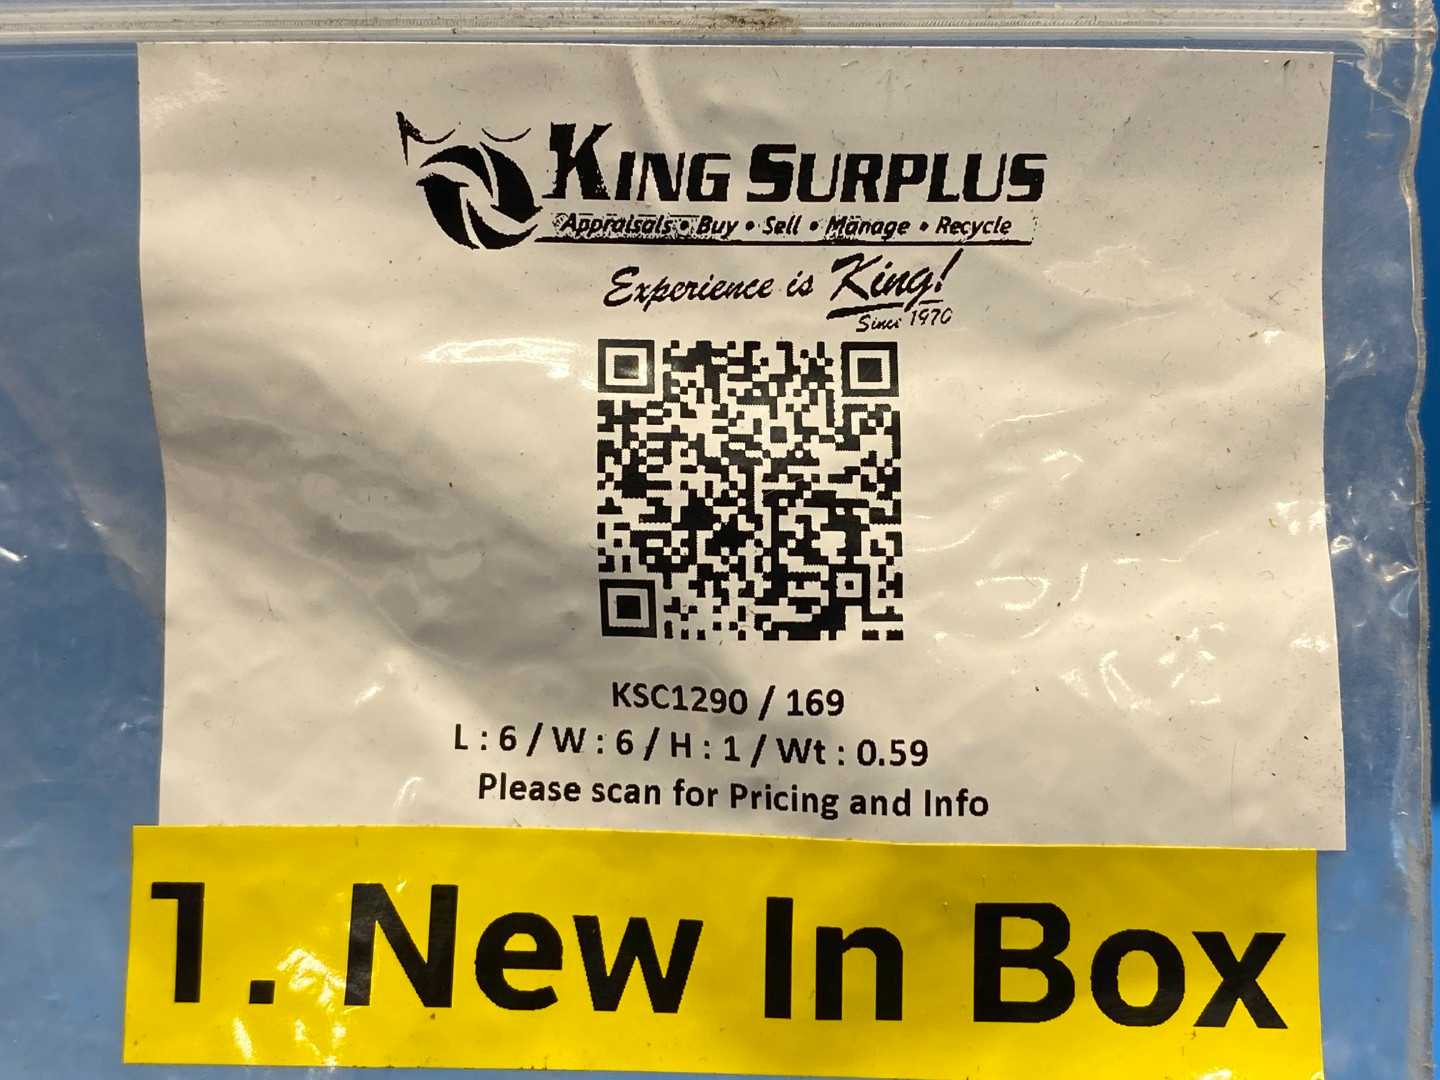 KING SURPLUS
Appraisals • Buy • Sell • Manage • Recycle
Experience is King!
Since 1970
KSC1290 / 169
L : 6 / W : 6 / H : 1 / Wt : 0.59
Please scan for Pricing and Info
1. New In Box